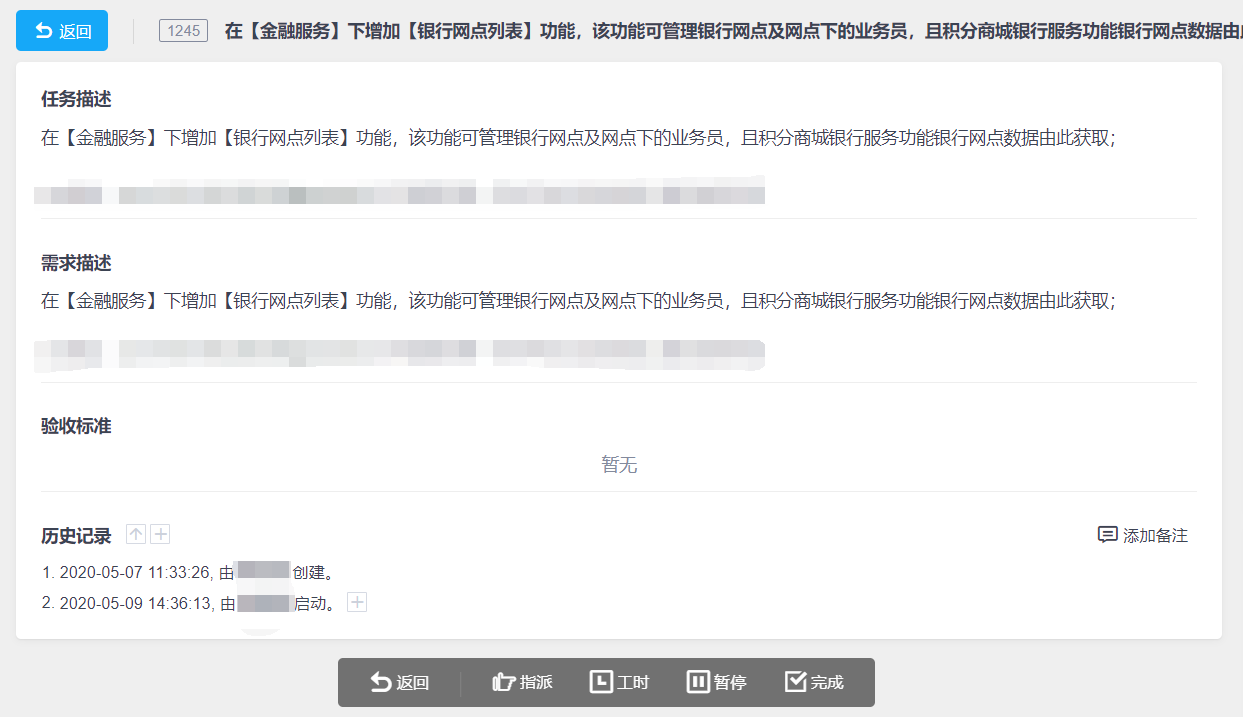 返回
1245
在【金融服务】下增加【银行网点列表】功能，该功能可管理银行网点及网点下的业务员，且积分商城银行服务功能银行网点数据由
任务描述
在【金融服务】下增加【银行网点列表】功能，该功能可管理银行网点及网点下的业务员，且积分商城银行服务功能银行网点数据由此获取；
需求描述
在【金融服务】下增加【银行网点列表】功能，该功能可管理银行网点及网点下的业务员，且积分商城银行服务功能银行网点数据由此获取；
验收标准
暂无
历史记录
添加备注
1. 2020-05-07 11:33:26, 由 创建。
2. 2020-05-09 14:36:13, 由 启动。
返回 指派 工时 暂停 完成